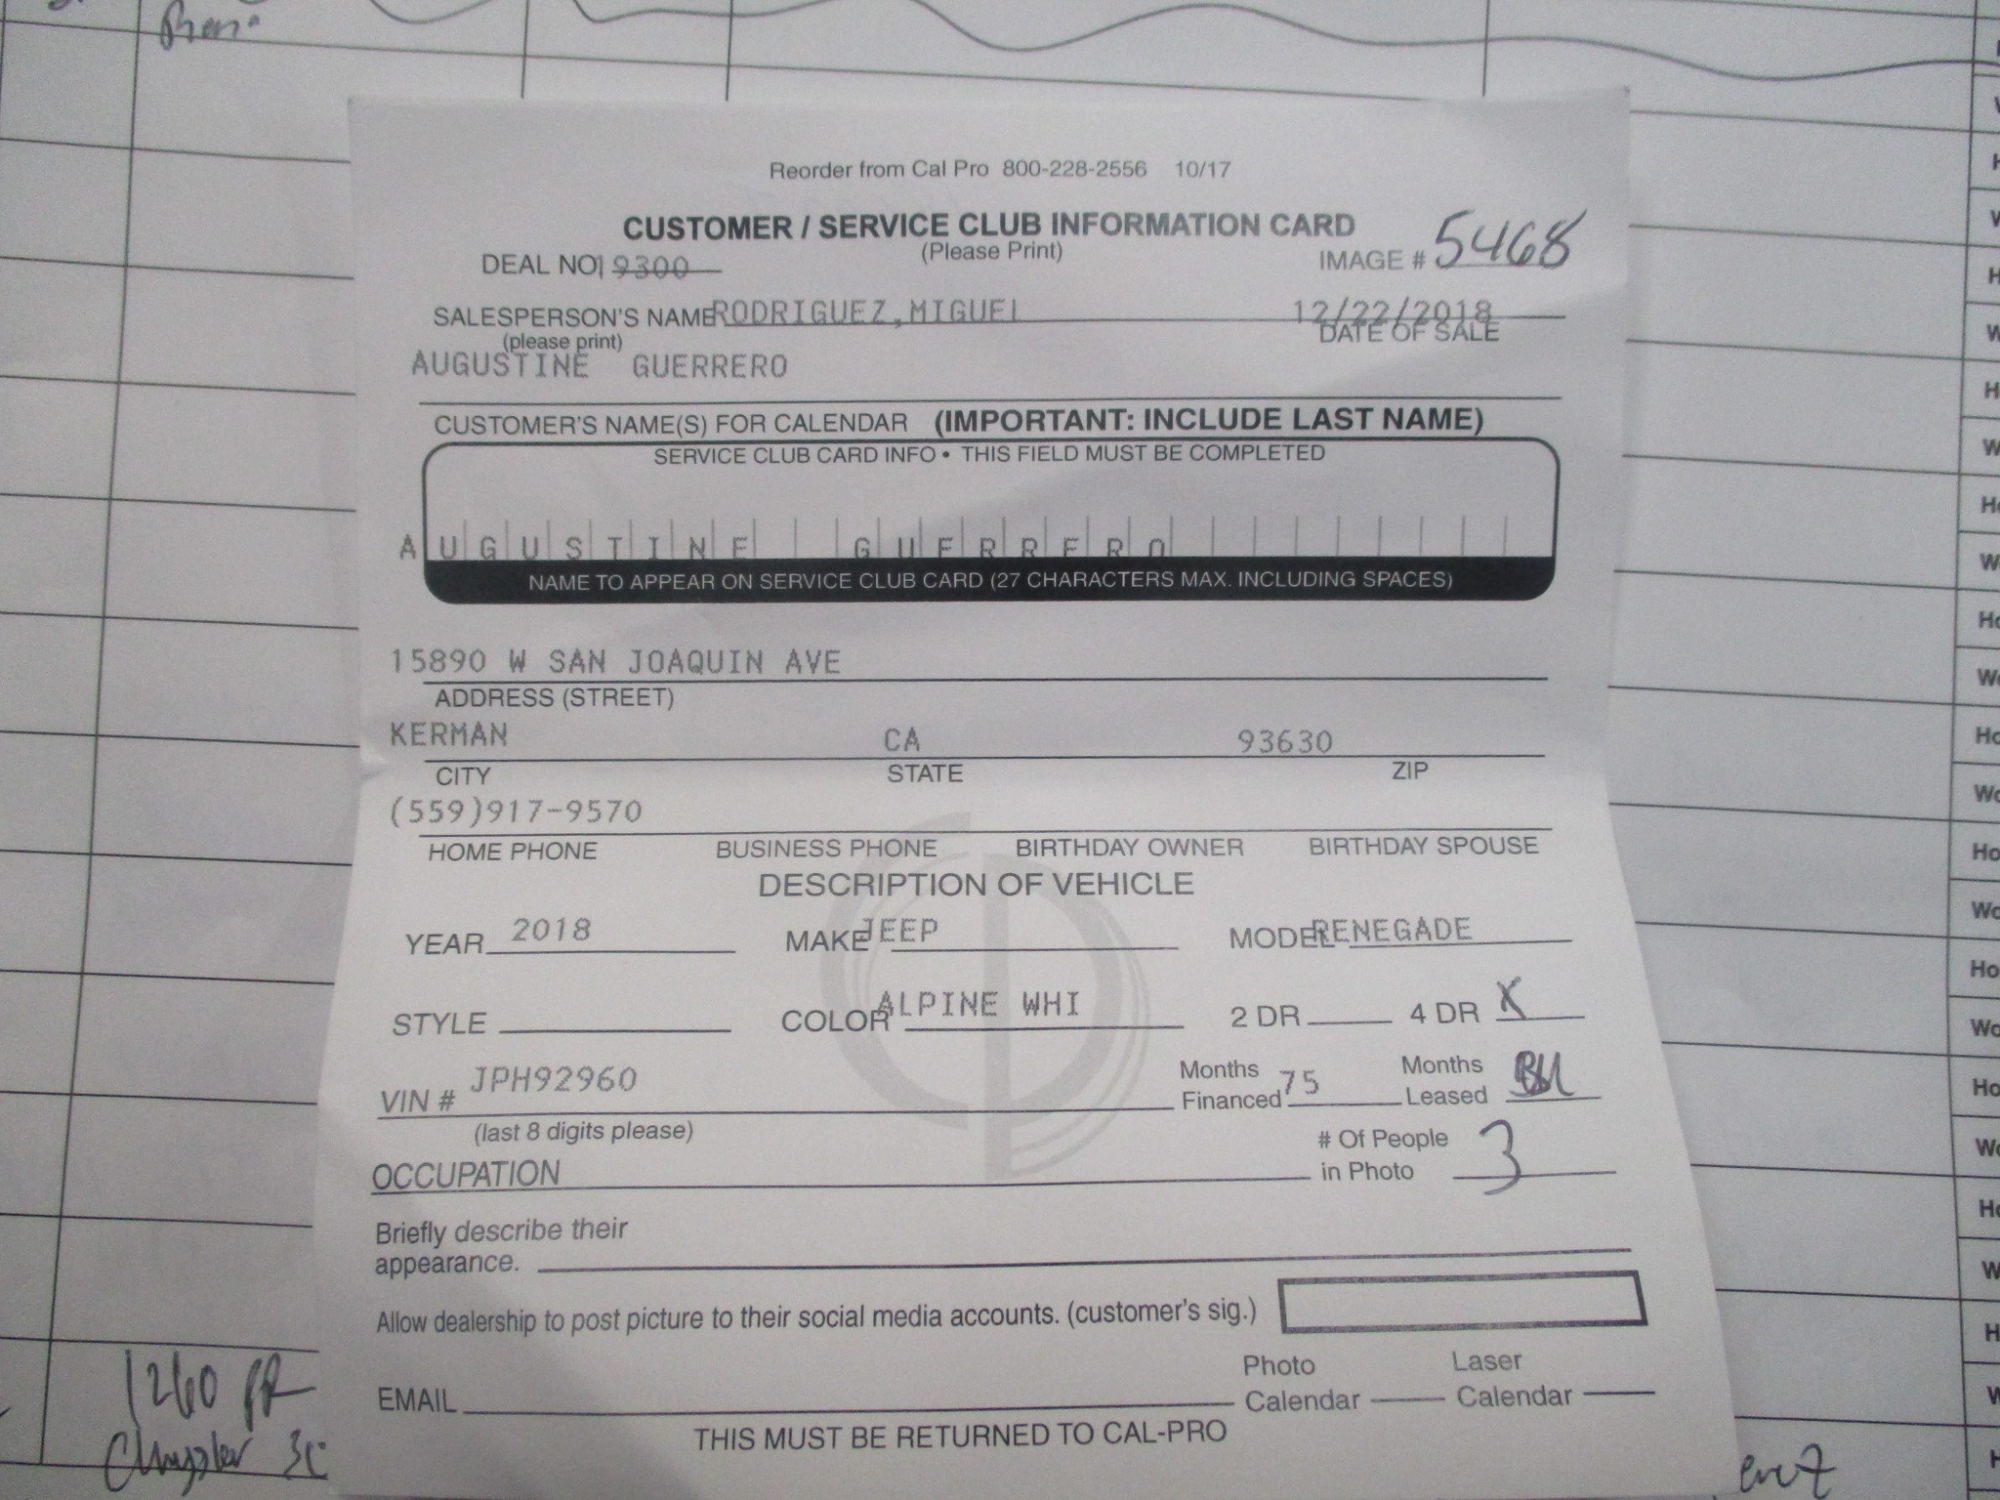 Reorder from Cal Pro 800-228-2556 10/17
CUSTOMER / SERVICE CLUB INFORMATION CARD
(Please Print)
DEAL NO 19300
IMAGE # 5468
SALESPERSON'S NAME RODRIGUEZ,MIGUEL 12/22/2018
(please print) DATE OF SALE
AUGUSTINE GUERRERO
CUSTOMER'S NAME(S) FOR CALENDAR (IMPORTANT: INCLUDE LAST NAME)
SERVICE CLUB CARD INFO • THIS FIELD MUST BE COMPLETED
AUGUSTINE GUERRERO
NAME TO APPEAR ON SERVICE CLUB CARD (27 CHARACTERS MAX. INCLUDING SPACES)
15890 W SAN JOAQUIN AVE
ADDRESS (STREET)
KERMAN CA 93630
CITY STATE ZIP
(559)917-9570
HOME PHONE BUSINESS PHONE BIRTHDAY OWNER BIRTHDAY SPOUSE
DESCRIPTION OF VEHICLE
YEAR 2018 MAKE JEEP MODEL RENEGADE
STYLE COLOR ALPINE WHI 2 DR 4 DR X
VIN # JPH92960 Months Financed 75 Months Leased
(last 8 digits please)
OCCUPATION # Of People in Photo 3
Briefly describe their
appearance.
Allow dealership to post picture to their social media accounts. (customer's sig.)
Photo Laser
EMAIL Calendar Calendar
THIS MUST BE RETURNED TO CAL-PRO
1260
Chrysler